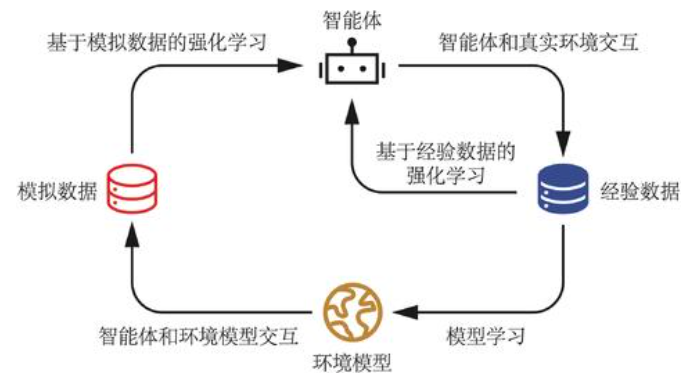 智能体
基于模拟数据的强化学习
智能体和真实环境交互
基于经验数据的
强化学习
模拟数据
经验数据
智能体和环境模型交互
模型学习
环境模型